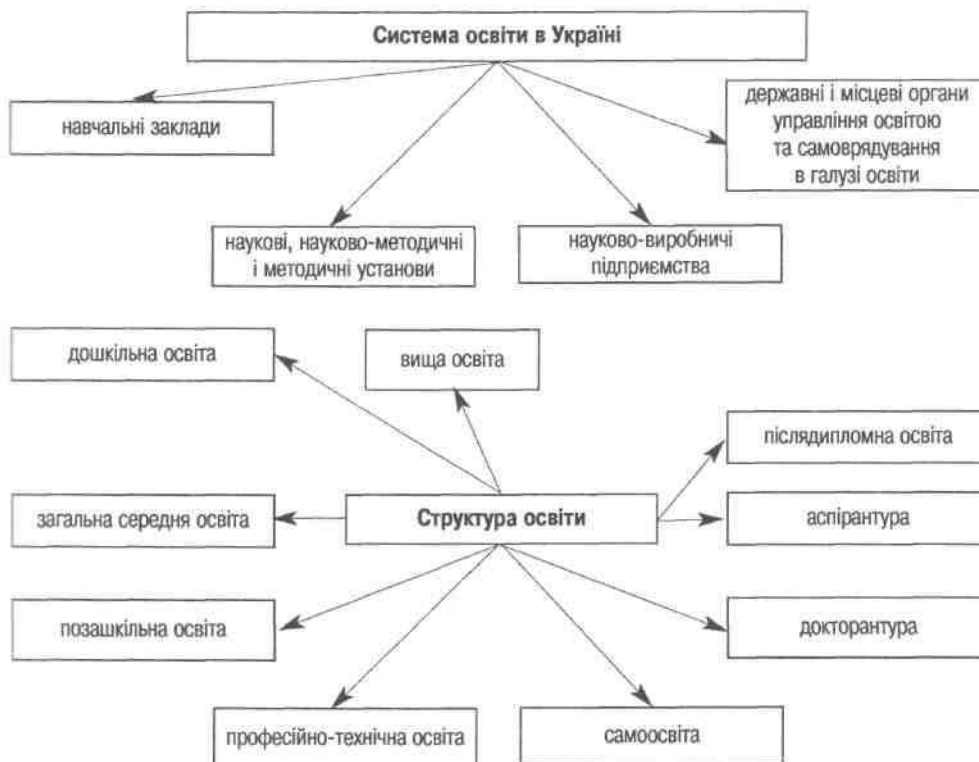 Система освіти в Україні
навчальні заклади
державні і місцеві органи
управління освітою
та самоврядування
в галузі освіти
наукові, науково-методичні
і методичні установи
науково-виробничі
підприємства
дошкільна освіта
вища освіта
післядипломна освіта
загальна середня освіта
Структура освіти
аспірантура
позашкільна освіта
докторантура
професійно-технічна освіта
самоосвіта